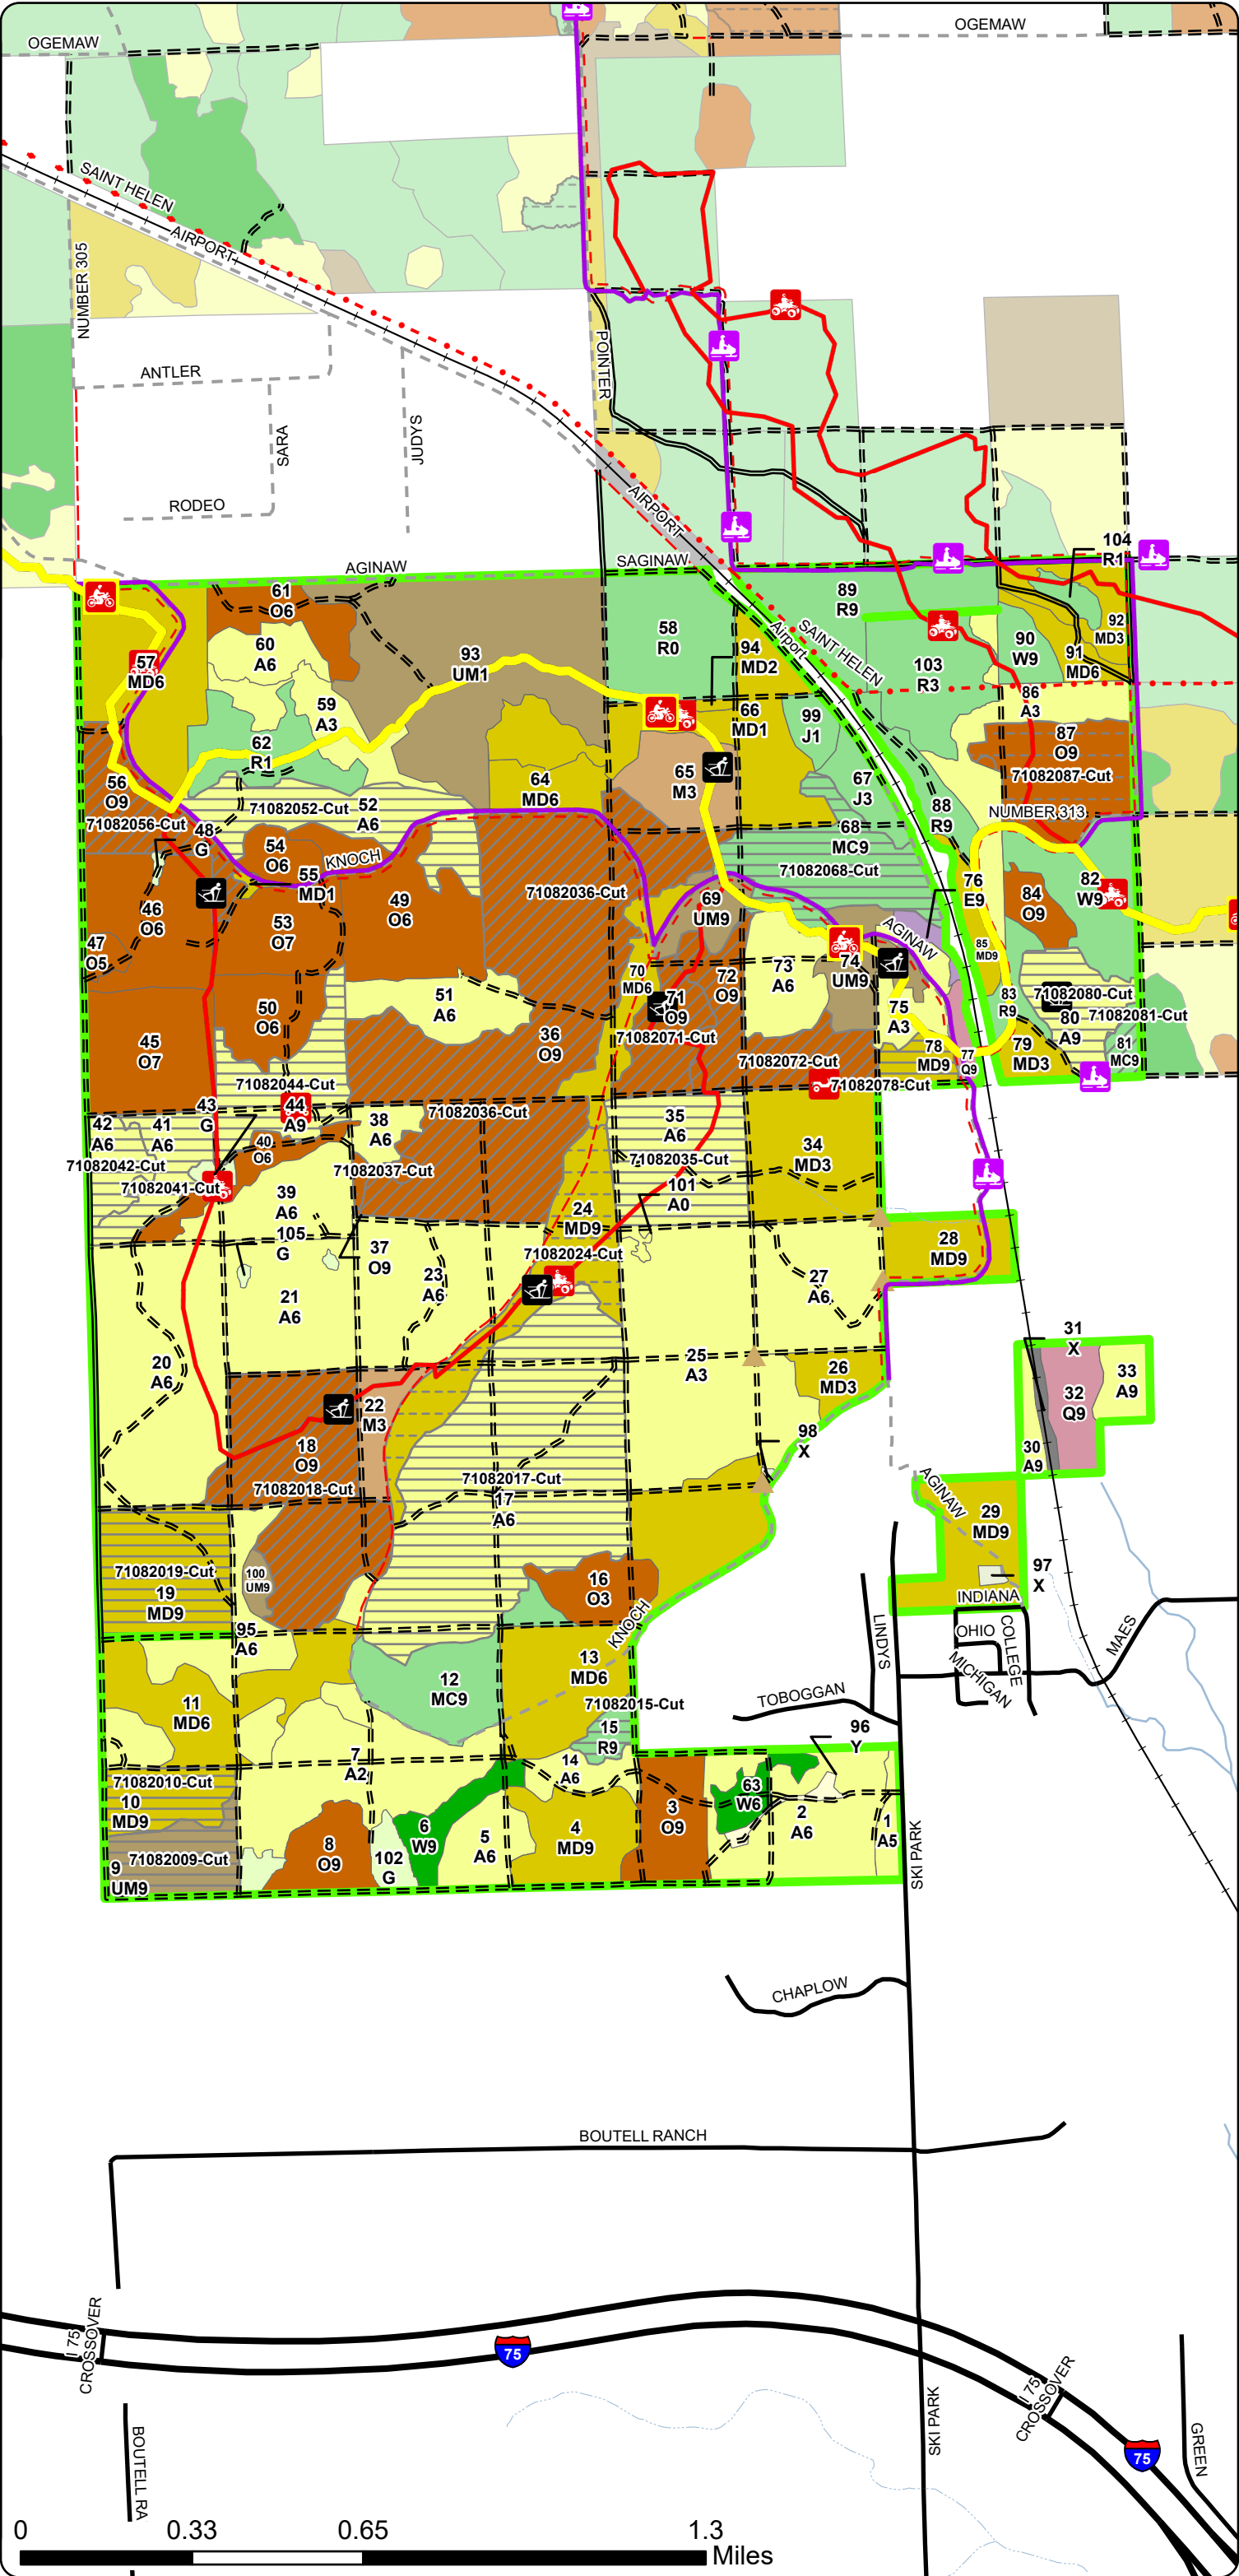 OGEMAW
OGEMAW
SAINT HELEN
AIRPORT
NUMBER 305
ANTLER
SARA
JUDYS
RODEO
POINTER
AIRPORT
AGINAW
SAGINAW
104
R1
61
O6
60
A6
59
A3
57
MD6
93
UM1
58
R0
94
MD2
Airport
SAINT HELEN
89
R9
103
R3
90
W9
92
MD3
91
MD6
86
A3
66
MD1
99
J1
87
O9
71082087-Cut
62
R1
56
O9
71082056-Cut
64
MD6
65
M3
67
J3
88
R9
NUMBER 313
71082052-Cut
52
A6
48
G
54
O6
KNOCH
55
MD1
68
MC9
71082068-Cut
76
E9
84
O9
82
W9
46
O6
53
O7
49
O6
71082036-Cut
69
UM9
AGINAW
85
MD9
47
O5
50
O6
51
A6
70
MD6
71
O9
71082071-Cut
72
O9
73
A6
74
UM9
75
A3
83
R9
71082080-Cut
80
A9
71082081-Cut
81
MC9
79
MD3
45
O7
36
O9
71082072-Cut
78
MD9
77
Q9
71082078-Cut
71082044-Cut
44
A9
43
G
42
A6
41
A6
71082042-Cut
71082041-Cut
40
O6
38
A6
71082036-Cut
71082037-Cut
35
A6
71082035-Cut
34
MD3
39
A6
105
G
101
A0
24
MD9
71082024-Cut
37
O9
23
A6
21
A6
27
A6
28
MD9
20
A6
25
A3
26
MD3
31
X
32
Q9
33
A9
30
A9
22
M3
18
O9
71082018-Cut
71082017-Cut
17
A6
98
X
AGINAW
29
MD9
97
X
INDIANA
OHIO
COLLEGE
MICHIGAN
MAES
LINDYS
71082019-Cut
19
MD9
100
UM9
16
O3
KNOCH
95
A6
11
MD6
12
MC9
13
MD6
71082015-Cut
15
R9
TOBOGGAN
96
Y
7
A2
14
A6
71082010-Cut
10
MD9
71082009-Cut
9
UM9
8
O9
102
G
6
W9
5
A6
4
MD9
3
O9
63
W6
2
A6
1
A5
SKI PARK
CHAPLOW
BOUTELL RANCH
I 75
CROSSOVER
75
I 75
CROSSOVER
75
BOUTELL RA
SKI PARK
GREEN
0
0.33
0.65
1.3
Miles